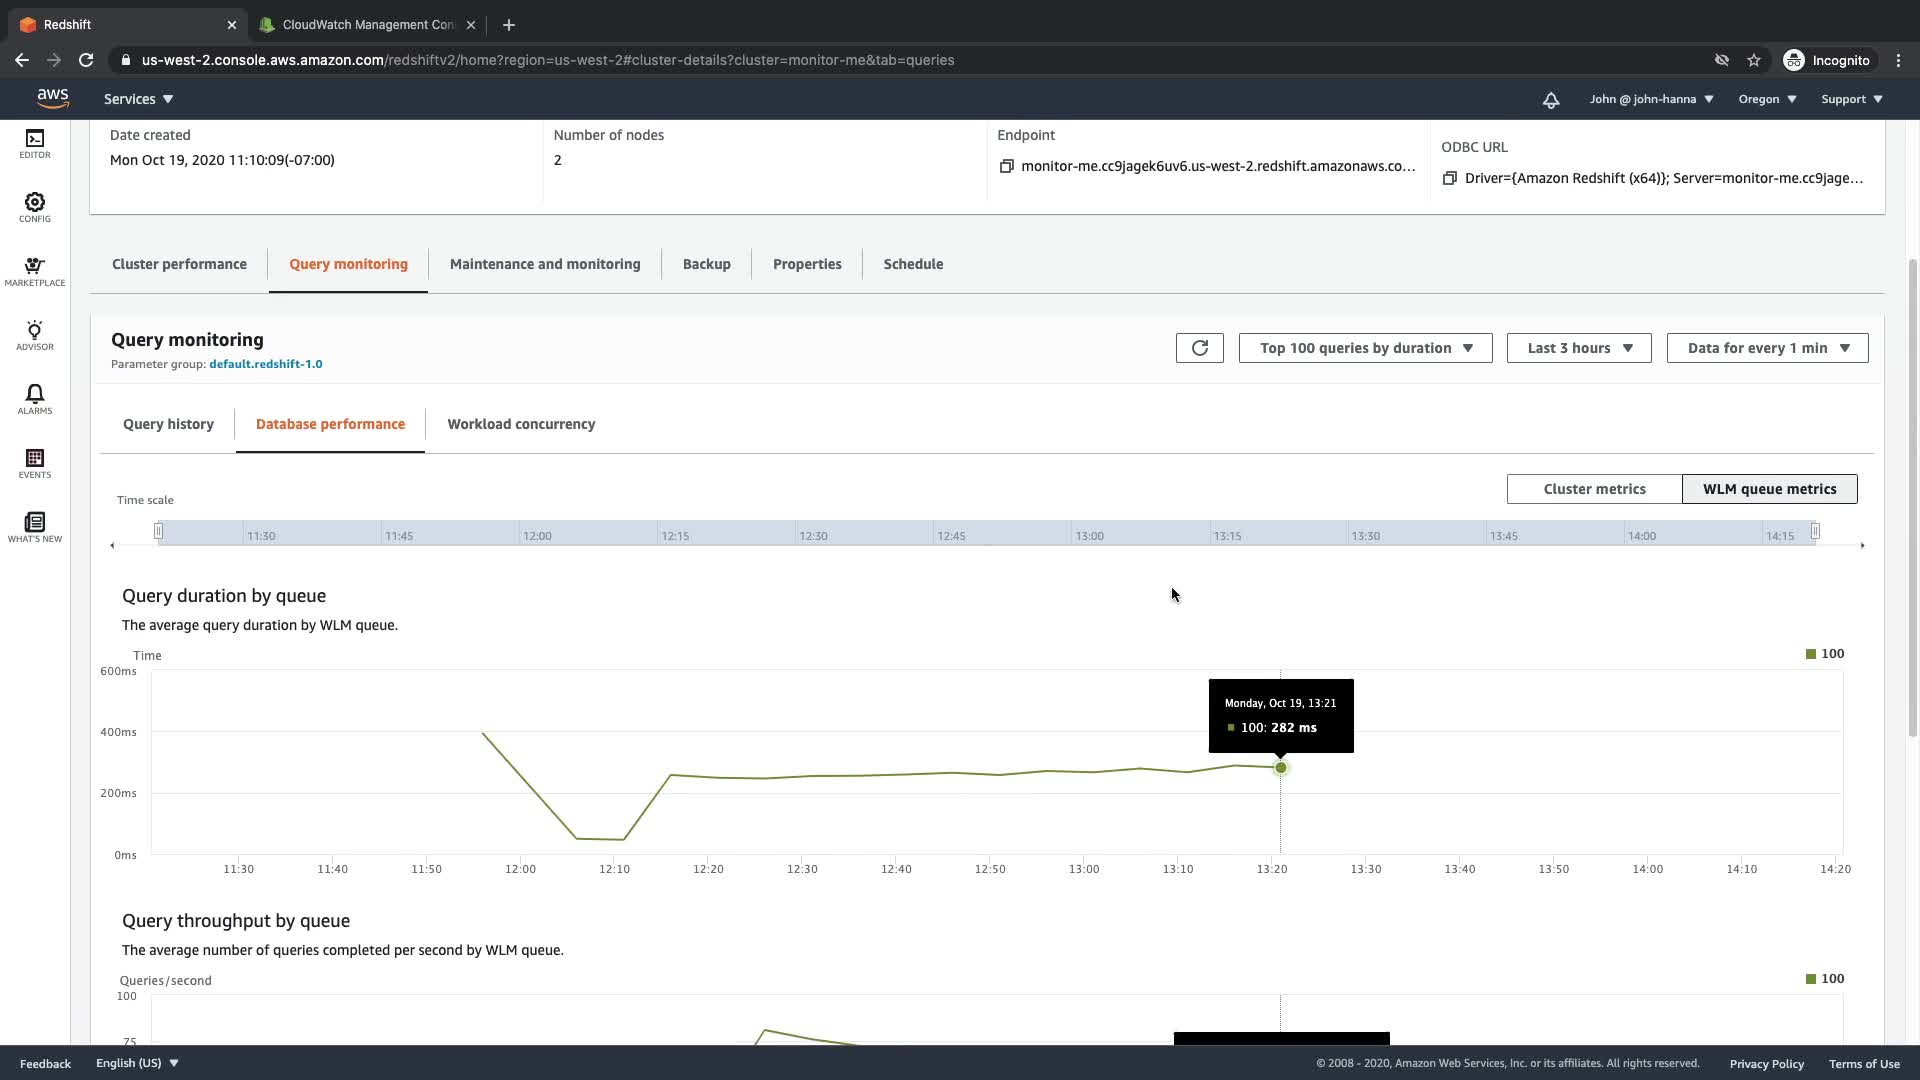 Redshift
CloudWatch Management Con
us-west-2.console.aws.amazon.com/redshiftv2/home?region=us-west-2#cluster-details?cluster=monitor-me&tab=queries
Incognito
aws
Services
John @ john-hanna
Oregon
Support
EDITOR
CONFIG
MARKETPLACE
ADVISOR
ALARMS
EVENTS
WHAT'S NEW
Date created
Mon Oct 19, 2020 11:10:09(-07:00)
Number of nodes
2
Endpoint
monitor-me.cc9jagek6uv6.us-west-2.redshift.amazonaws.co...
ODBC URL
Driver={Amazon Redshift (x64)}; Server=monitor-me.cc9jage...
Cluster performance
Query monitoring
Maintenance and monitoring
Backup
Properties
Schedule
Query monitoring
Parameter group: default.redshift-1.0
Top 100 queries by duration
Last 3 hours
Data for every 1 min
Query history
Database performance
Workload concurrency
Cluster metrics
WLM queue metrics
Time scale
11:30 11:45 12:00 12:15 12:30 12:45 13:00 13:15 13:30 13:45 14:00 14:15
Query duration by queue
The average query duration by WLM queue.
Time
100
600ms
400ms
200ms
0ms
Monday, Oct 19, 13:21
100: 282 ms
11:30 11:40 11:50 12:00 12:10 12:20 12:30 12:40 12:50 13:00 13:10 13:20 13:30 13:40 13:50 14:00 14:10 14:20
Query throughput by queue
The average number of queries completed per second by WLM queue.
Queries/second
100
100
75
Feedback
English (US)
© 2008 - 2020, Amazon Web Services, Inc. or its affiliates. All rights reserved.
Privacy Policy
Terms of Use